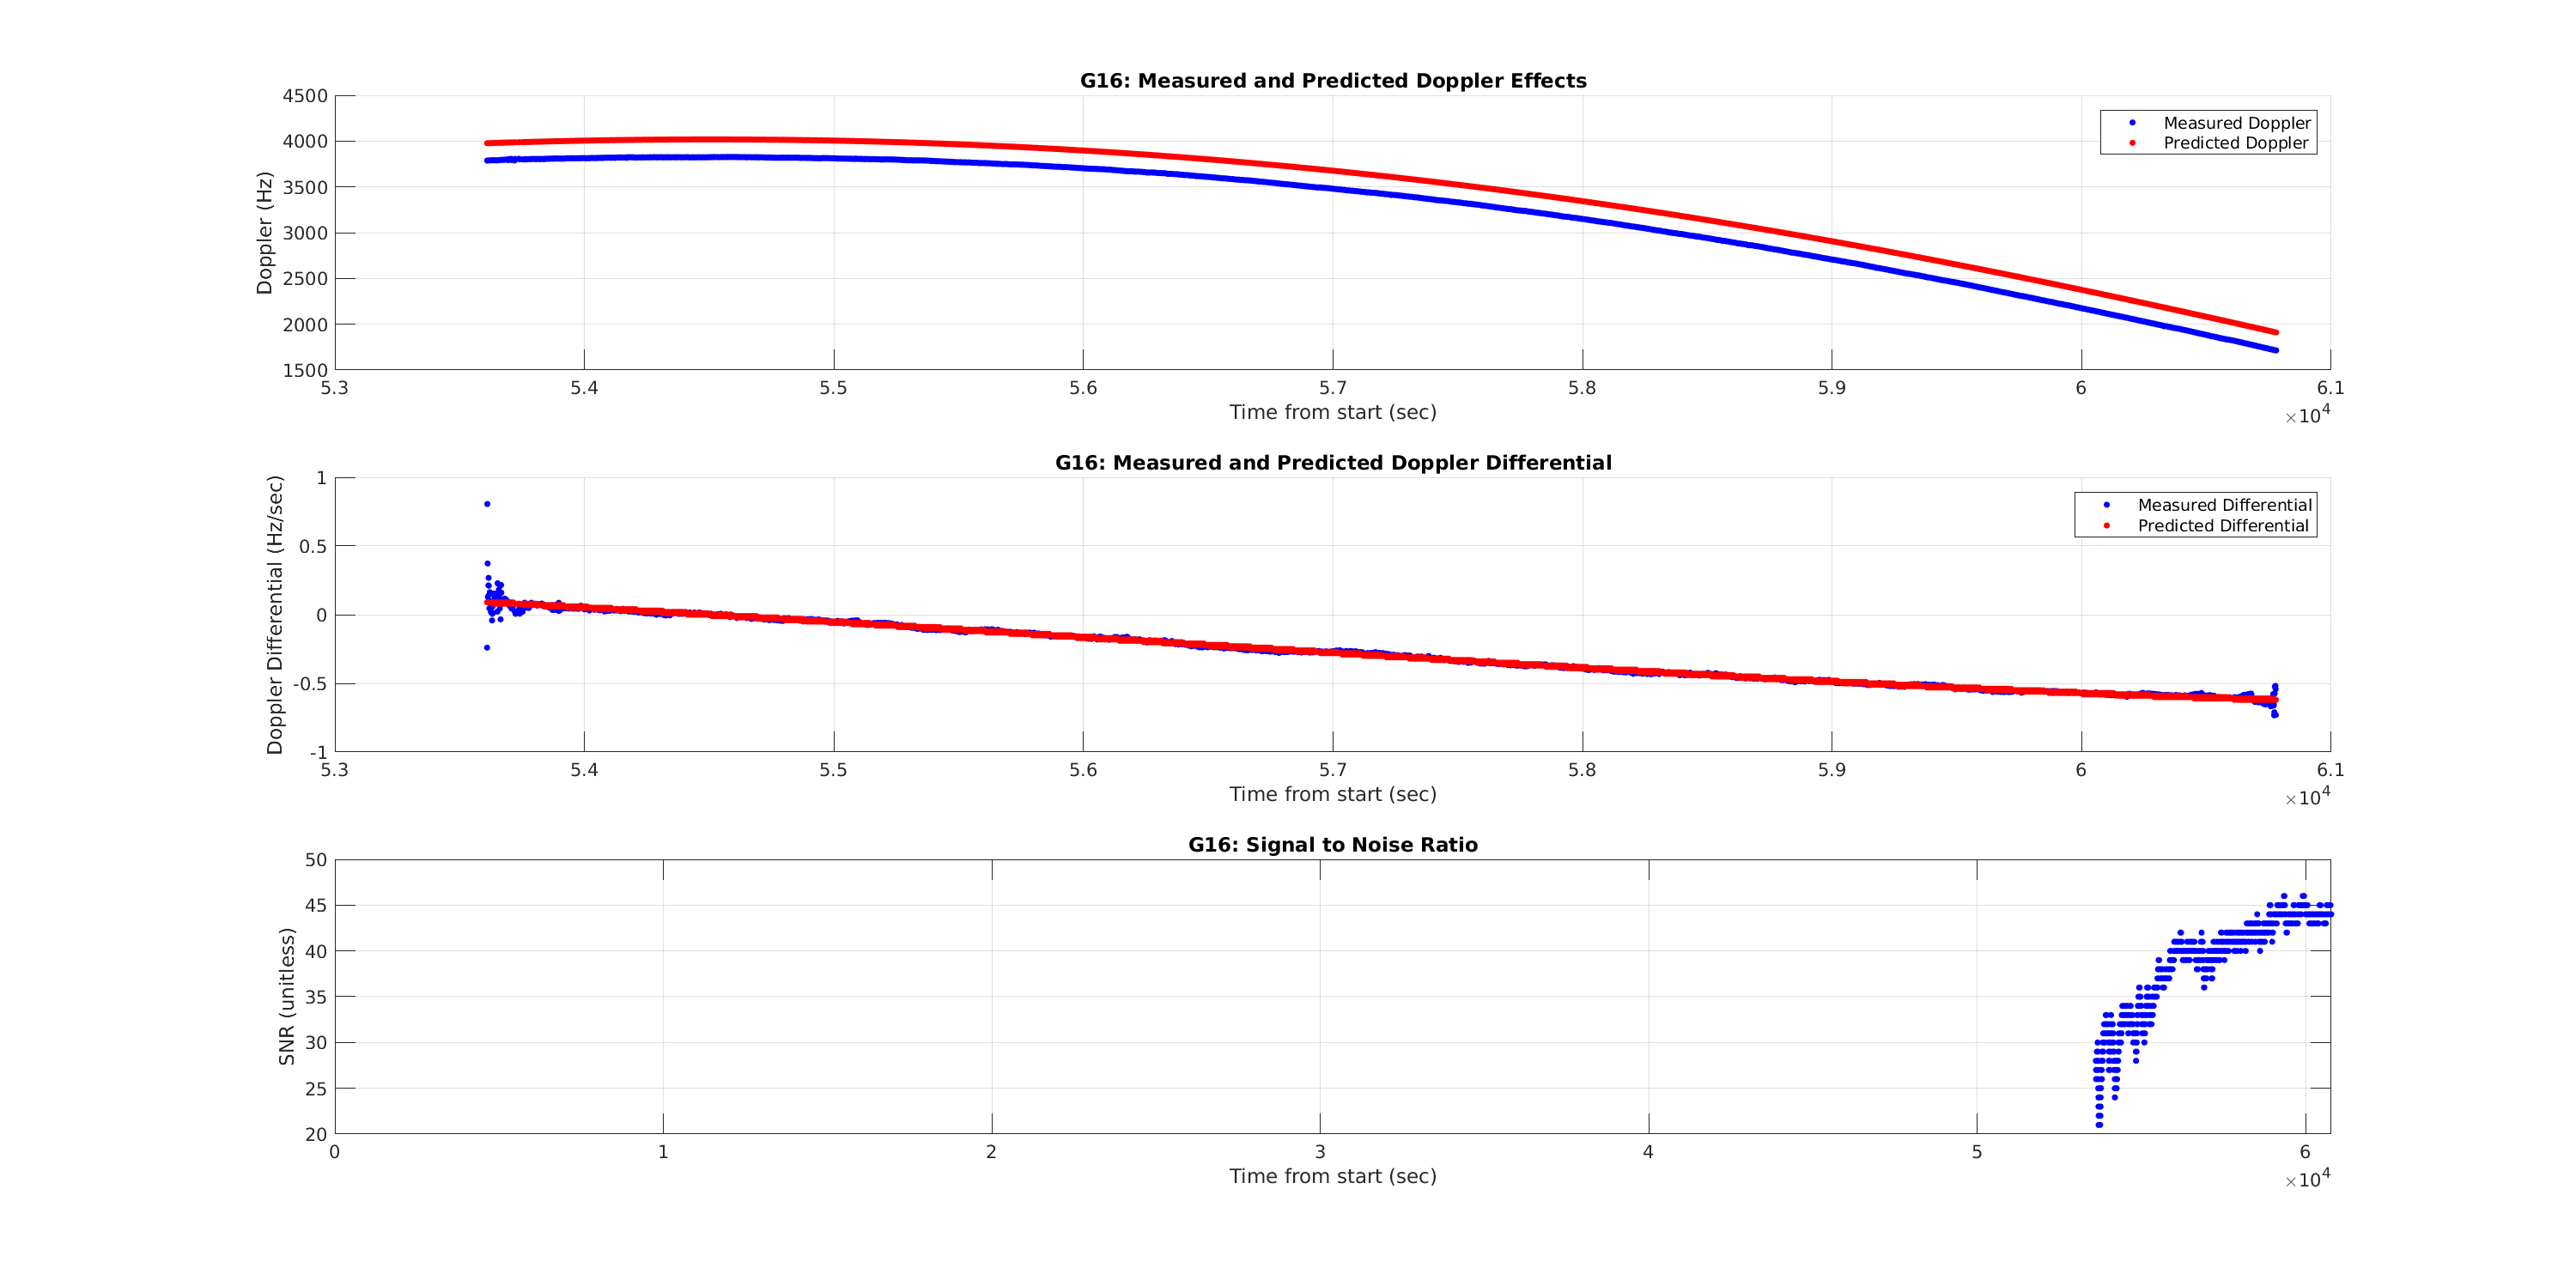 G16: Measured and Predicted Doppler Effects
4500
4000
3500
3000
2500
2000
1500
Doppler (Hz)
Measured Doppler
Predicted Doppler
5.3 5.4 5.5 5.6 5.7 5.8 5.9 6 6.1
Time from start (sec)
×10^4
G16: Measured and Predicted Doppler Differential
1
0.5
0
-0.5
-1
Doppler Differential (Hz/sec)
Measured Differential
Predicted Differential
5.3 5.4 5.5 5.6 5.7 5.8 5.9 6 6.1
Time from start (sec)
×10^4
G16: Signal to Noise Ratio
50
45
40
35
30
25
20
SNR (unitless)
0 1 2 3 4 5 6
Time from start (sec)
×10^4